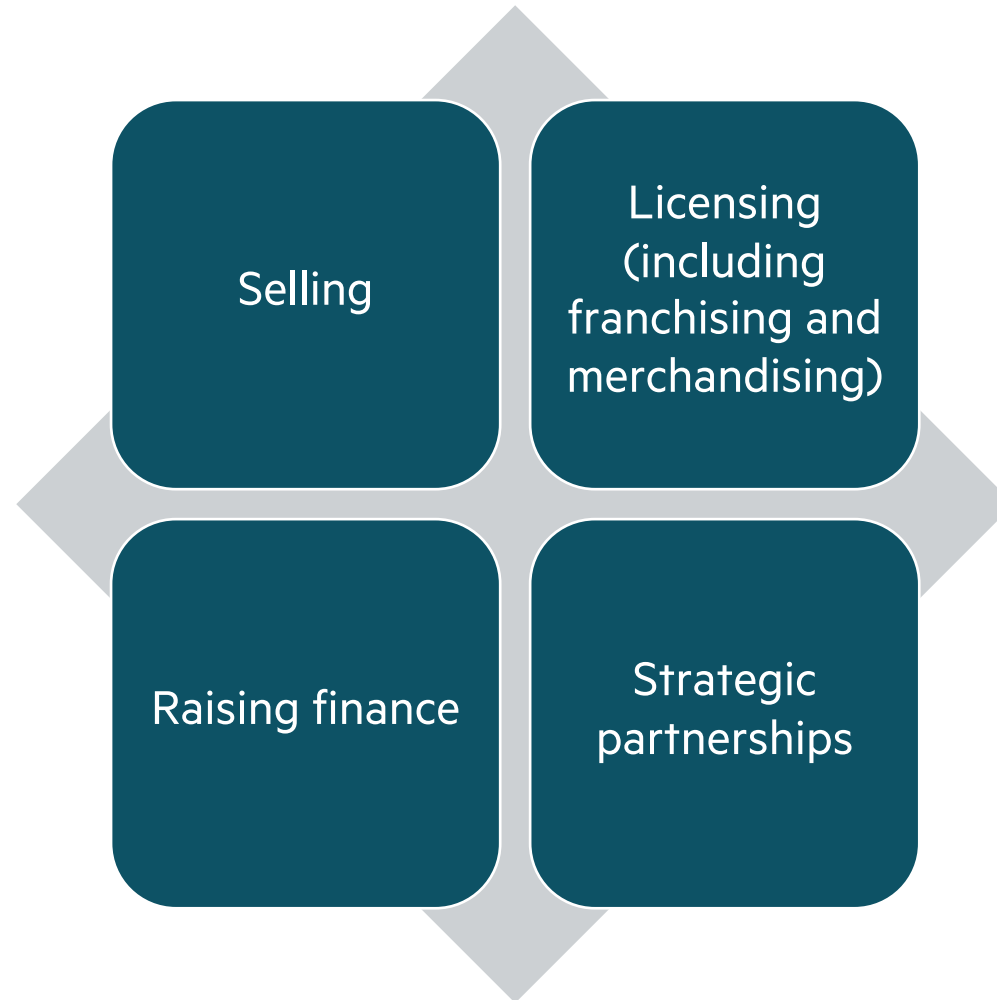 Selling
Licensing
(including
franchising and
merchandising)
Raising finance
Strategic
partnerships